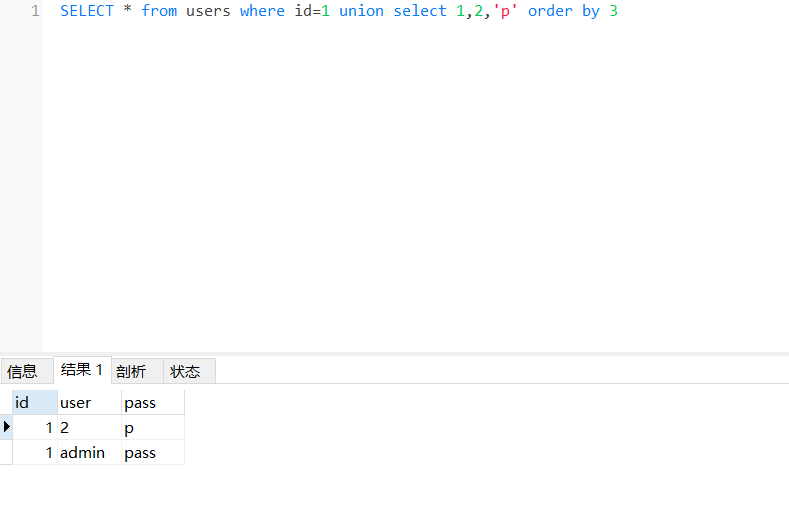 1 SELECT * from users where id=1 union select 1,2,'p' order by 3
信息 结果 1 剖析 状态
id user pass
1 2 p
1 admin pass